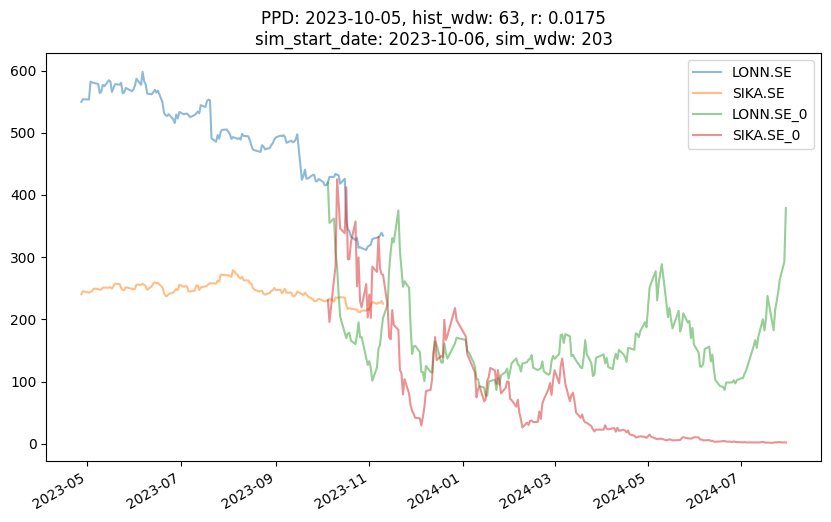 PPD: 2023-10-05, hist_wdw: 63, r: 0.0175
sim_start_date: 2023-10-06, sim_wdw: 203
LONN.SE
SIKA.SE
LONN.SE_0
SIKA.SE_0
600
500
400
300
200
100
0
2023-05
2023-07
2023-09
2023-11
2024-01
2024-03
2024-05
2024-07